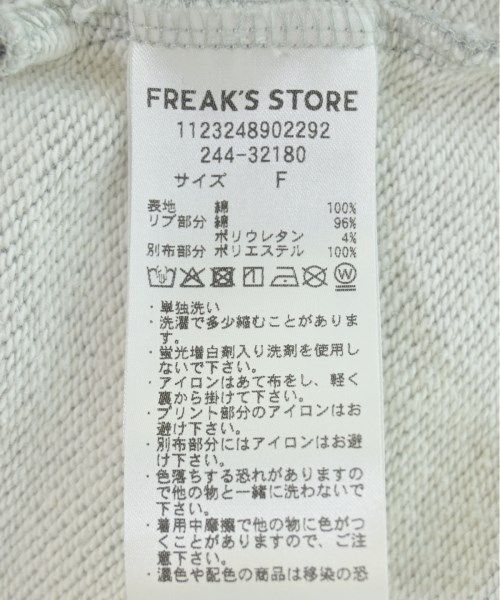 FREAK'S STORE
1123248902292
244-32180
サイズ F
表地 綿 100%
リブ部分 綿 96%
ポリウレタン 4%
別布部分 ポリエステル 100%
・単独洗い
・洗濯で多少縮むことがありま
す。
・蛍光増白剤入り洗剤を使用し
ないで下さい。
・アイロンはあて布をし、軽く
裏から掛けて下さい。
・プリント部分のアイロンはお
避け下さい。
・別布部分にはアイロンはお避
け下さい。
・色落ちする恐れがありますの
で他の物と一緒に洗わないで
下さい。
・着用中摩擦で他の物に色がつ
くことがありますので、ご注
意下さい。
・濃色や配色の商品は移染の恐